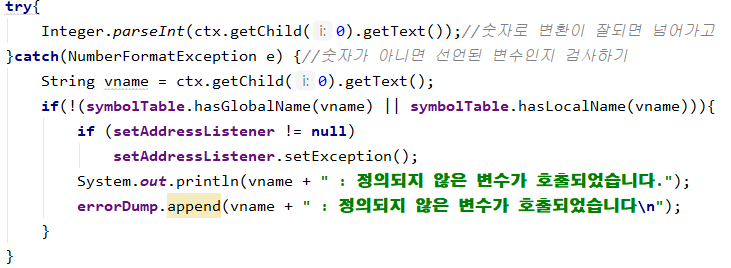 try{
Integer.parseInt(ctx.getChild( i: 0).getText());//숫자로 변환이 잘되면 넘어가고
}catch(NumberFormatException e) {//숫자가 아니면 선언된 변수인지 검사하기
String vname = ctx.getChild( i: 0).getText();
if(!(symbolTable.hasGlobalName(vname) || symbolTable.hasLocalName(vname))){
if (setAddressListener != null)
setAddressListener.setException();
System.out.println(vname + " : 정의되지 않은 변수가 호출되었습니다.");
errorDump.append(vname + " : 정의되지 않은 변수가 호출되었습니다\n");
}
}